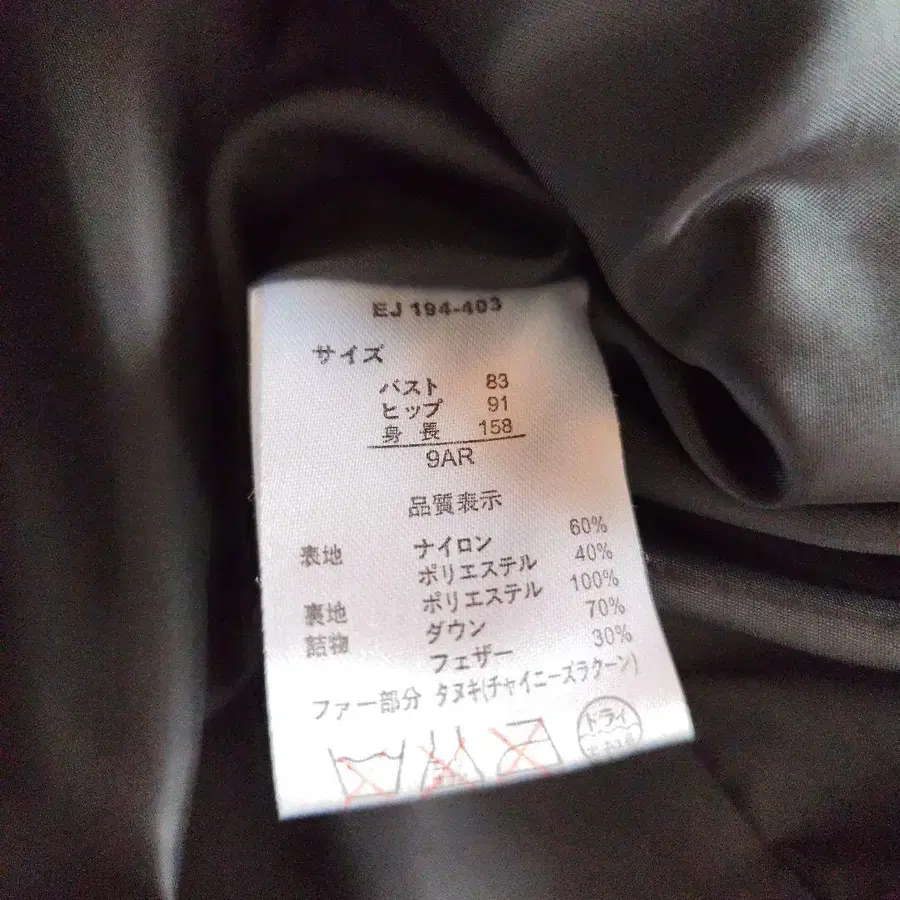 EJ 194-403
サイズ
バスト 83
ヒップ 91
身 長 158
9AR
品質表示
表地 ナイロン 60%
ポリエステル 40%
裏地 ポリエステル 100%
詰物 ダウン 70%
フェザー 30%
ファー部分 タヌキ(チャイニーズラクーン)
ドライ